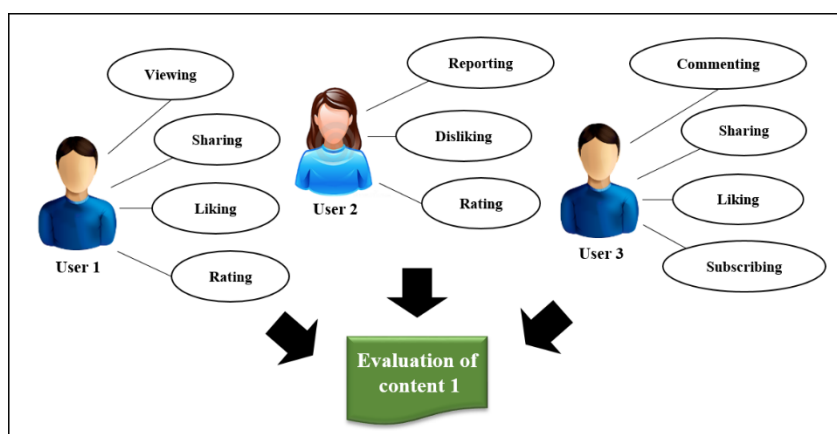 Viewing
Sharing
Liking
Rating
User 1
Reporting
Disliking
Rating
User 2
Commenting
Sharing
Liking
Subscribing
User 3
Evaluation of
content 1